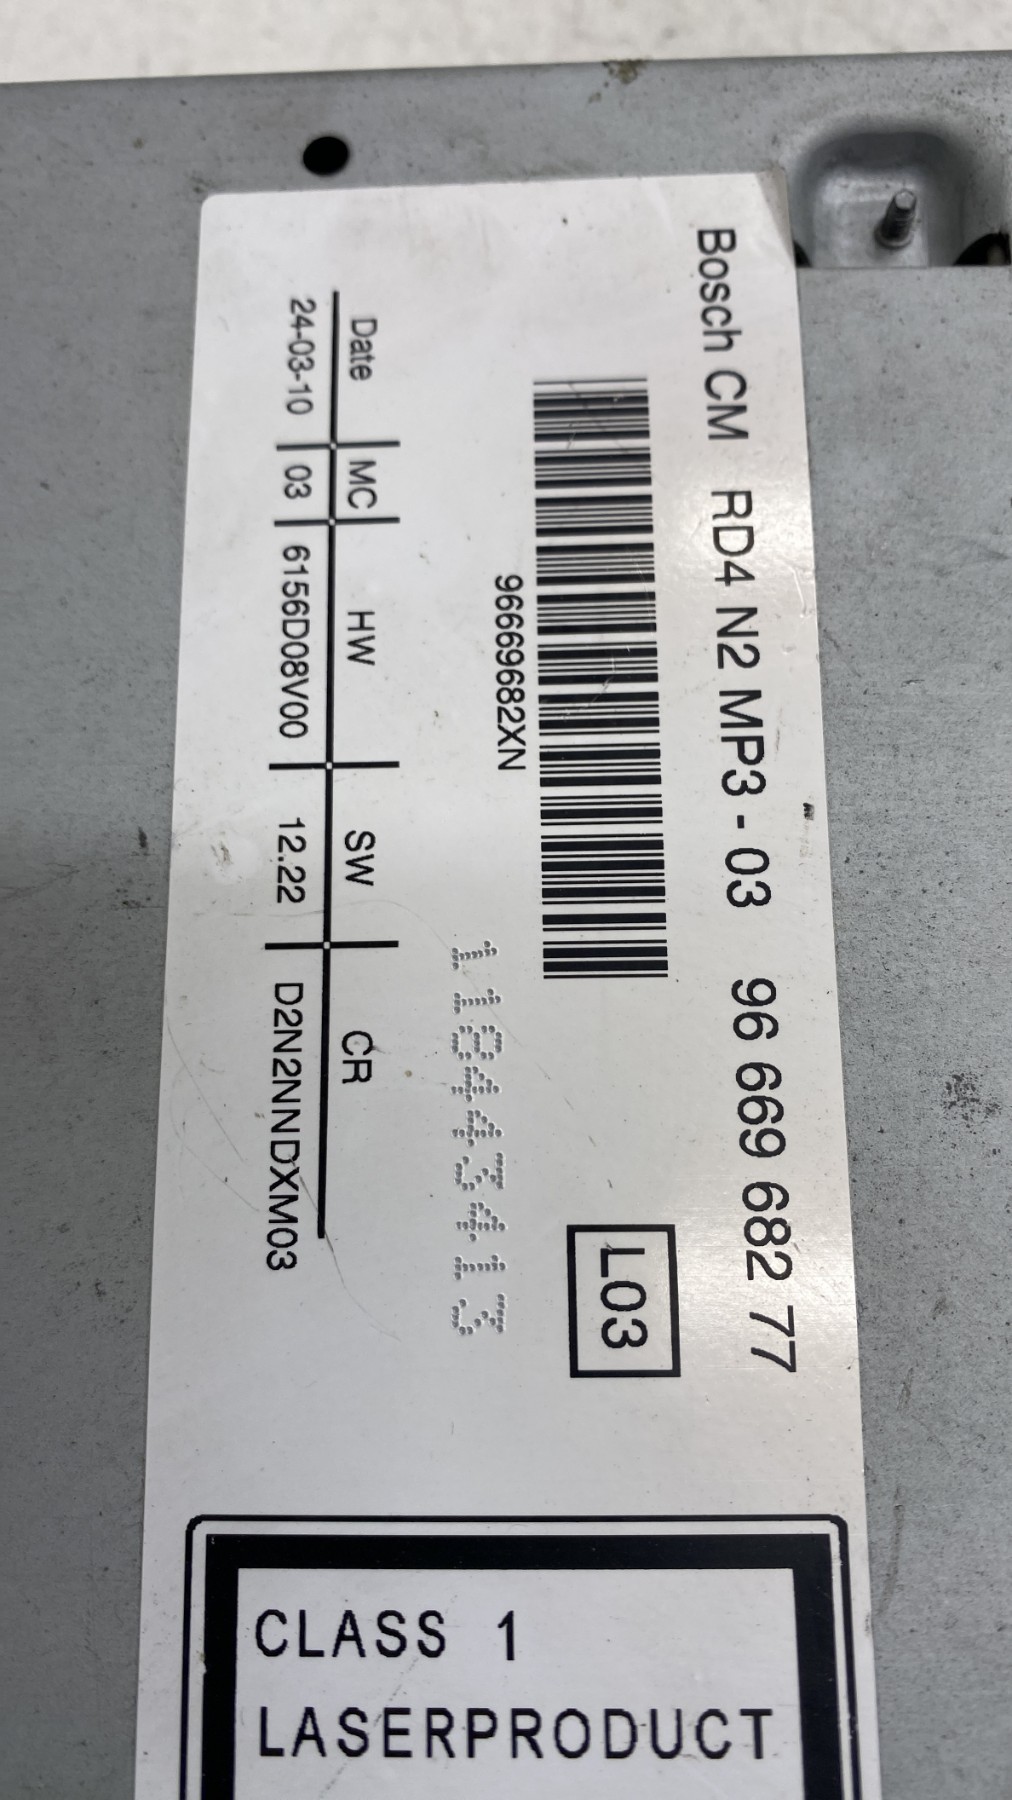 Bosch CM RD4 N2 MP3 - 03 96 669 682 77
L03
96669682XN
118443413
Date MC HW SW CR
24-03-10 03 6156D08V00 12.22 D2N2NNDXM03
CLASS 1
LASERPRODUCT